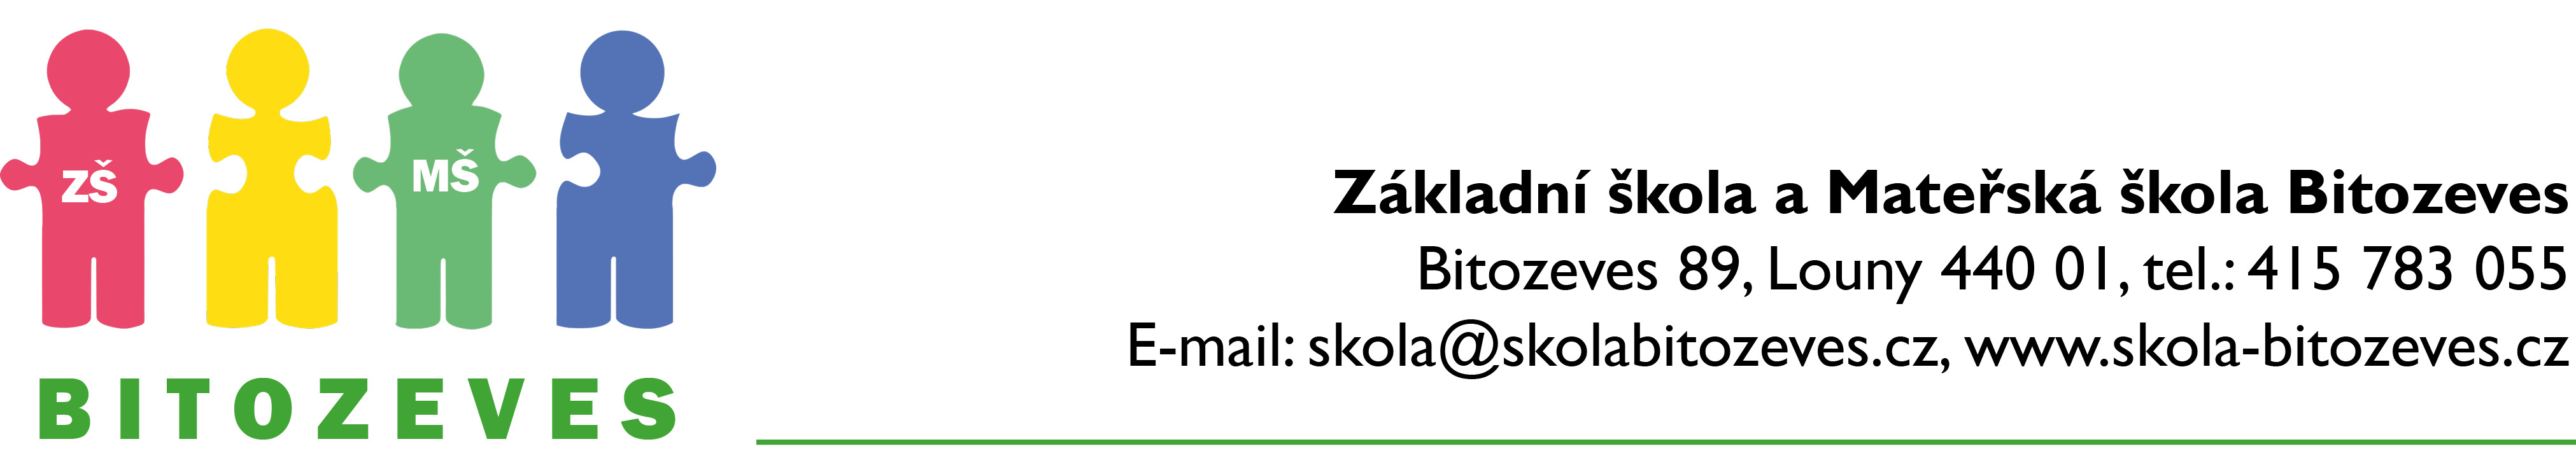 ZŠ
MŠ
BITOZEVES
Základní škola a Mateřská škola Bitozeves
Bitozeves 89, Louny 440 01, tel.: 415 783 055
E-mail: skola@skolabitozeves.cz, www.skola-bitozeves.cz